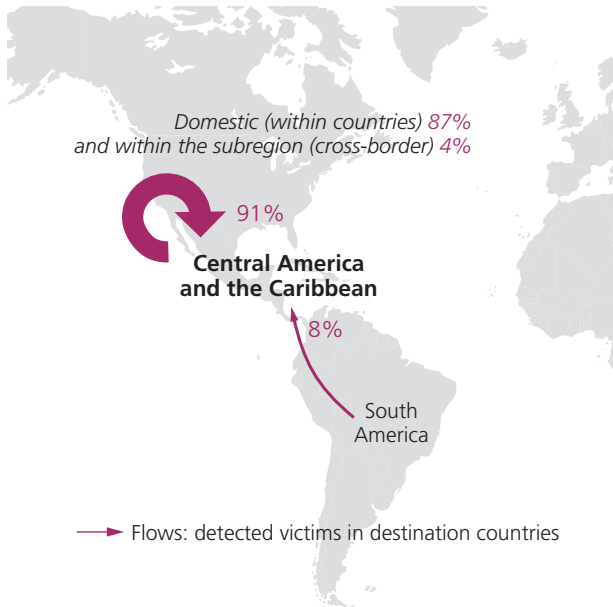 Domestic (within countries) 87%
and within the subregion (cross-border) 4%
91%
Central America
and the Caribbean
8%
South
America
Flows: detected victims in destination countries